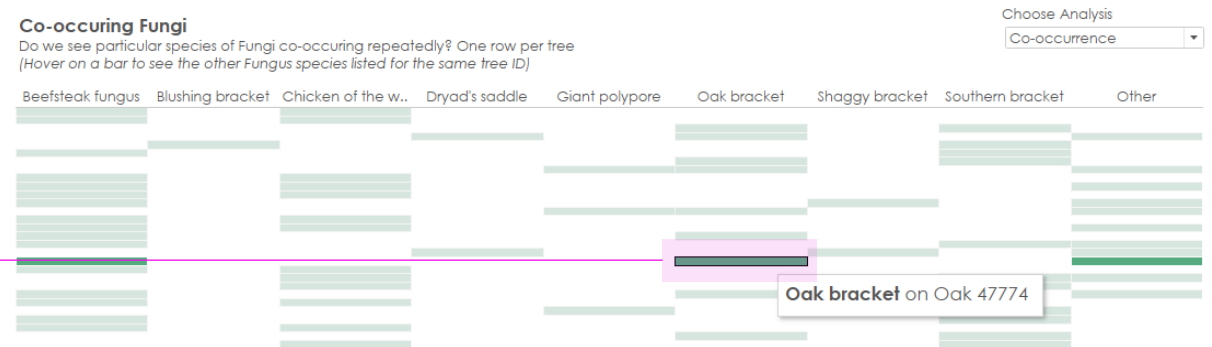 Co-occuring Fungi
Do we see particular species of Fungi co-occuring repeatedly? One row per tree
(Hover on a bar to see the other Fungus species listed for the same tree ID)
Choose Analysis
Co-occurrence
Beefsteak fungus Blushing bracket Chicken of the w.. Dryad's saddle Giant polypore Oak bracket Shaggy bracket Southern bracket Other
Oak bracket on Oak 47774